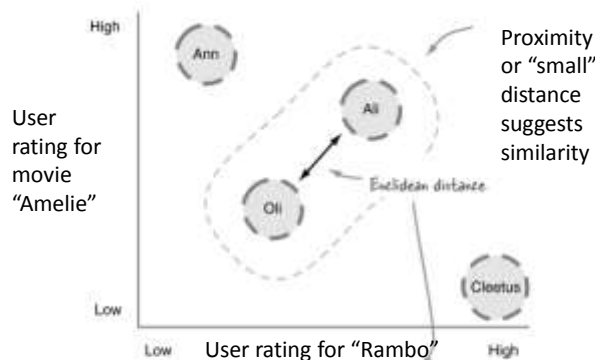 High
Ann
Proximity
or “small”
distance
suggests
similarity
User
rating for
movie
“Amelie”
Ali
Euclidean distance
Oli
Cleetus
Low
Low
User rating for “Rambo”
High